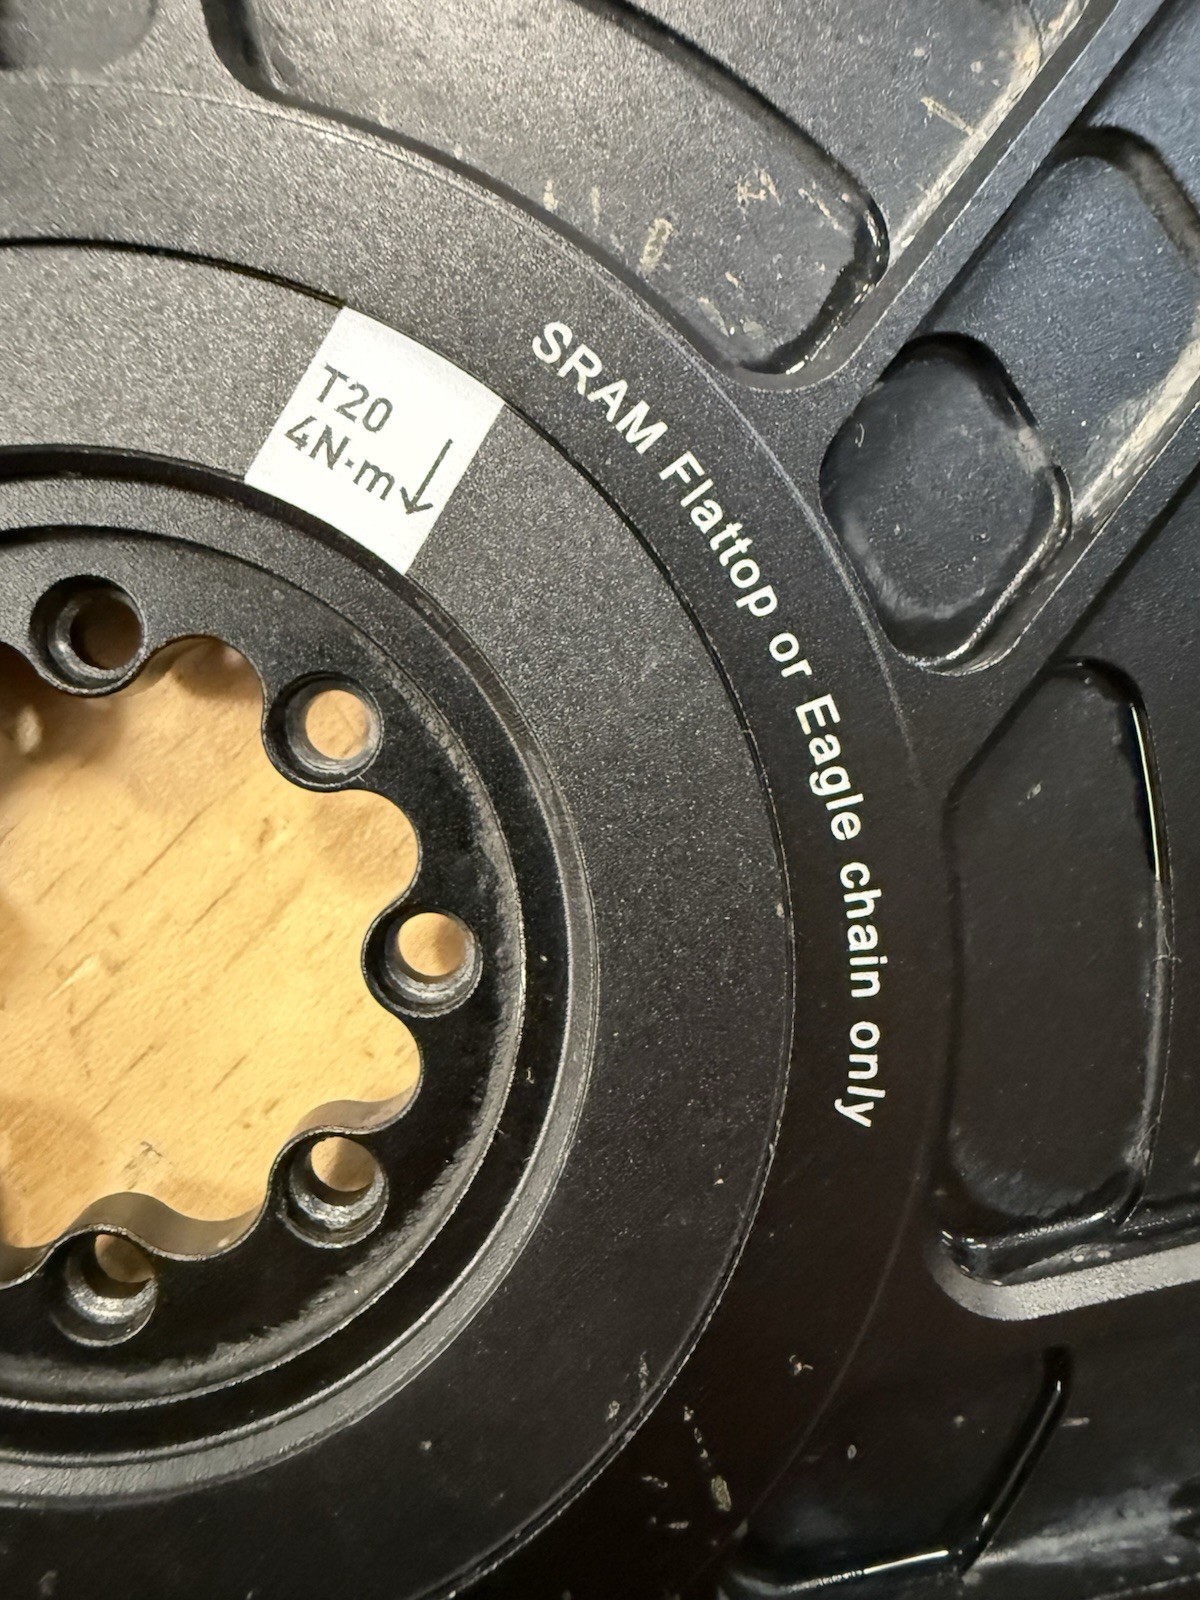 T20
4N·m
SRAM Flattop or Eagle chain only